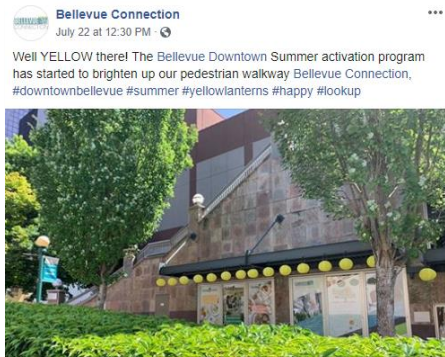 Bellevue Connection
July 22 at 12:30 PM ·
Well YELLOW there! The Bellevue Downtown Summer activation program
has started to brighten up our pedestrian walkway Bellevue Connection,
#downtownbellevue #summer #yellowlanterns #happy #lookup